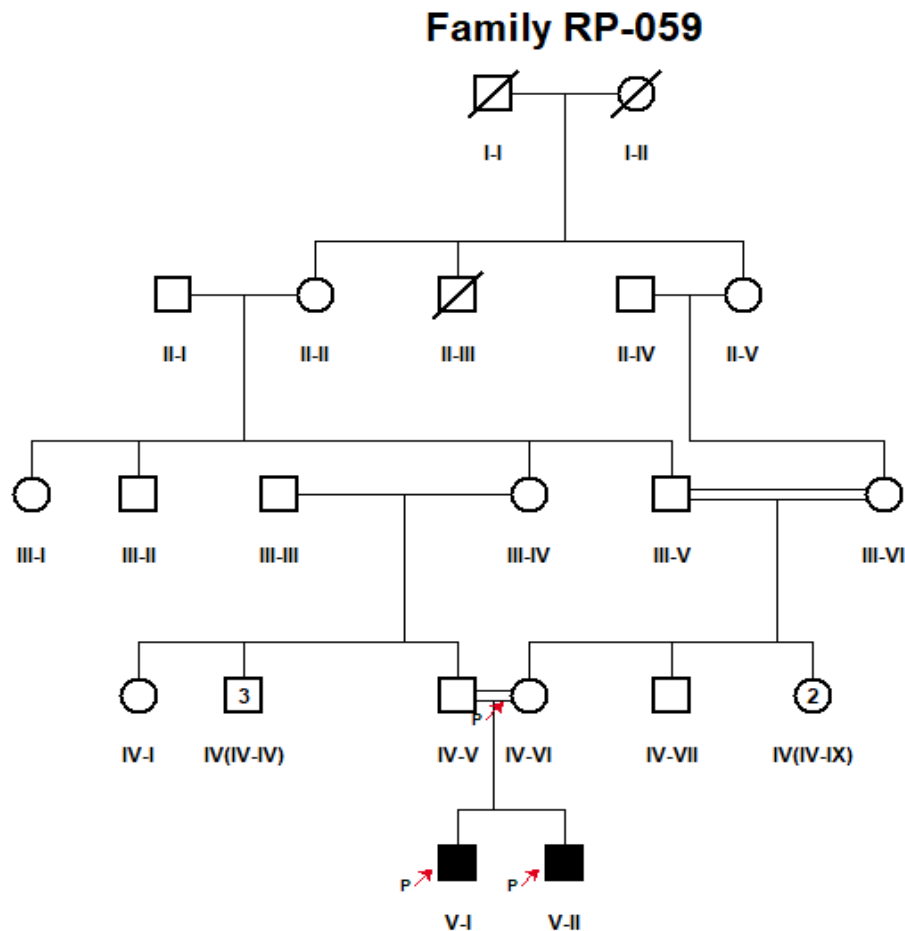 Family RP-059
I-I I-II
II-I II-II II-III II-IV II-V
III-I III-II III-III III-IV III-V III-VI
3 2
P
IV-I IV(IV-IV) IV-V IV-VI IV-VII IV(IV-IX)
P P
V-I V-II